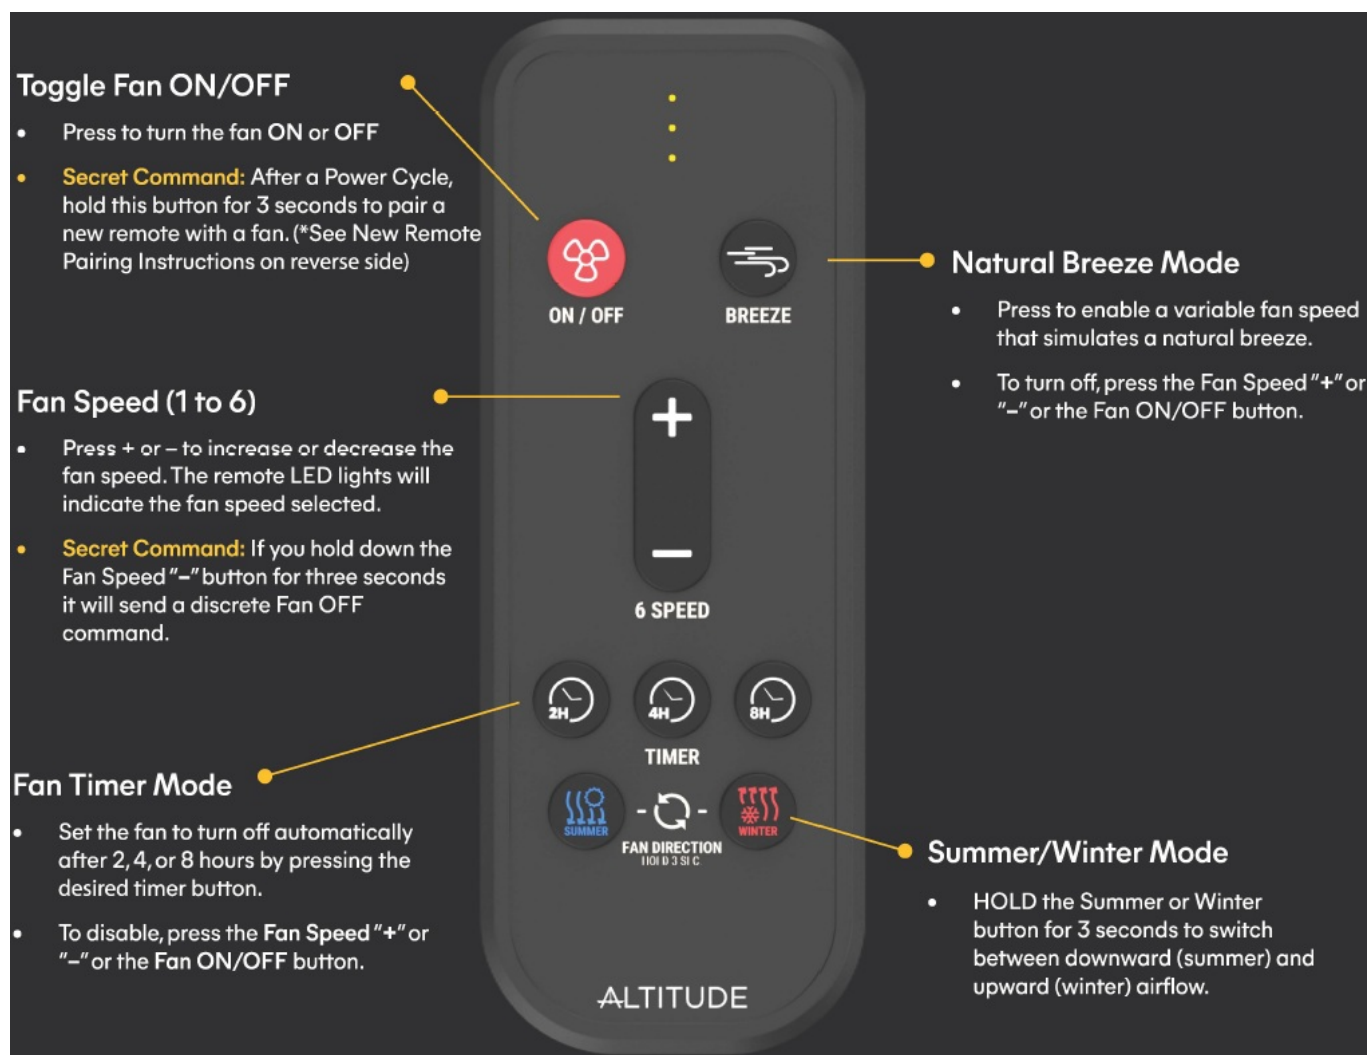 Toggle Fan ON/OFF
• Press to turn the fan ON or OFF
• Secret Command: After a Power Cycle,
hold this button for 3 seconds to pair a
new remote with a fan. (*See New Remote
Pairing Instructions on reverse side)
ON / OFF
BREEZE
Natural Breeze Mode
• Press to enable a variable fan speed
that simulates a natural breeze.
• To turn off, press the Fan Speed "+" or
"–" or the Fan ON/OFF button.
Fan Speed (1 to 6)
• Press + or – to increase or decrease the
fan speed. The remote LED lights will
indicate the fan speed selected.
• Secret Command: If you hold down the
Fan Speed "–" button for three seconds
it will send a discrete Fan OFF
command.
+
–
6 SPEED
2H
4H
8H
TIMER
Fan Timer Mode
• Set the fan to turn off automatically
after 2, 4, or 8 hours by pressing the
desired timer button.
• To disable, press the Fan Speed "+" or
"–" or the Fan ON/OFF button.
SUMMER
FAN DIRECTION
HOLD 3 SEC
WINTER
Summer/Winter Mode
• HOLD the Summer or Winter
button for 3 seconds to switch
between downward (summer) and
upward (winter) airflow.
ALTITUDE